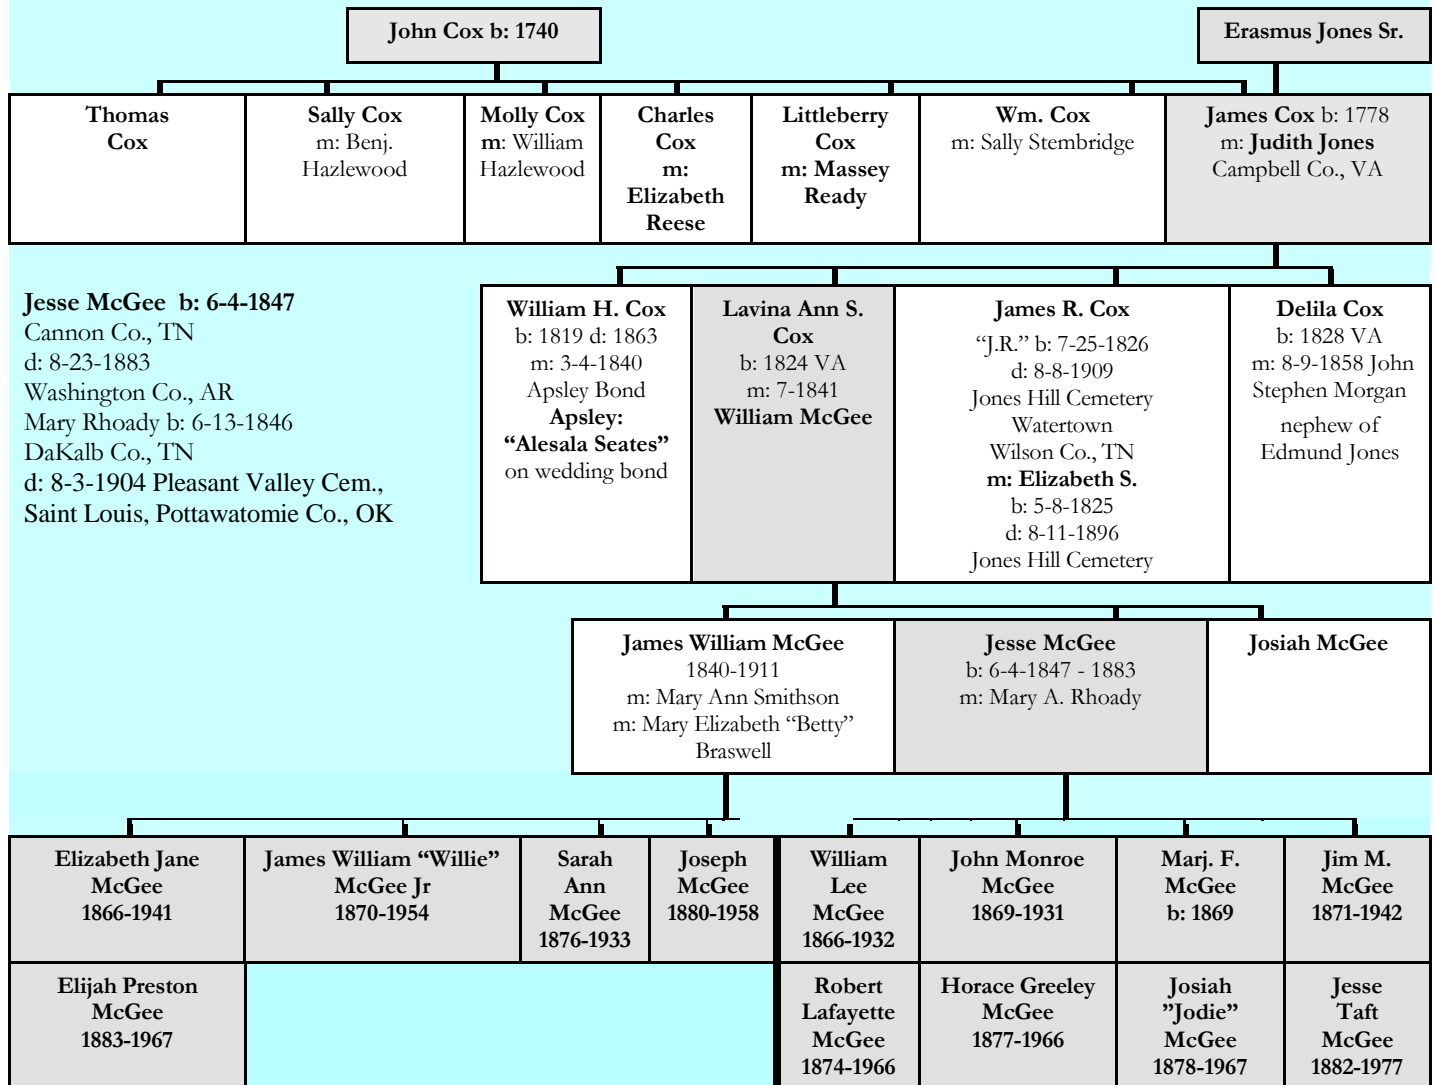 John Cox b: 1740
Erasmus Jones Sr.
Thomas
Cox
Sally Cox
m: Benj.
Hazlewood
Molly Cox
m: William
Hazlewood
Charles
Cox
m:
Elizabeth
Reese
Littleberry
Cox
m: Massey
Ready
Wm. Cox
m: Sally Stembridge
James Cox b: 1778
m: Judith Jones
Campbell Co., VA
Jesse McGee b: 6-4-1847
Cannon Co., TN
d: 8-23-1883
Washington Co., AR
Mary Rhoady b: 6-13-1846
DaKalb Co., TN
d: 8-3-1904 Pleasant Valley Cem.,
Saint Louis, Pottawatomie Co., OK
William H. Cox
b: 1819 d: 1863
m: 3-4-1840
Apsley Bond
Apsley:
“Alesala Seates”
on wedding bond
Lavina Ann S.
Cox
b: 1824 VA
m: 7-1841
William McGee
James R. Cox
“J.R.” b: 7-25-1826
d: 8-8-1909
Jones Hill Cemetery
Watertown
Wilson Co., TN
m: Elizabeth S.
b: 5-8-1825
d: 8-11-1896
Jones Hill Cemetery
Delila Cox
b: 1828 VA
m: 8-9-1858 John
Stephen Morgan
nephew of
Edmund Jones
James William McGee
1840-1911
m: Mary Ann Smithson
m: Mary Elizabeth “Betty”
Braswell
Jesse McGee
b: 6-4-1847 - 1883
m: Mary A. Rhoady
Josiah McGee
Elizabeth Jane
McGee
1866-1941
James William “Willie”
McGee Jr
1870-1954
Sarah
Ann
McGee
1876-1933
Joseph
McGee
1880-1958
William
Lee
McGee
1866-1932
John Monroe
McGee
1869-1931
Marj. F.
McGee
b: 1869
Jim M.
McGee
1871-1942
Elijah Preston
McGee
1883-1967
Robert
Lafayette
McGee
1874-1966
Horace Greeley
McGee
1877-1966
Josiah
”Jodie”
McGee
1878-1967
Jesse
Taft
McGee
1882-1977